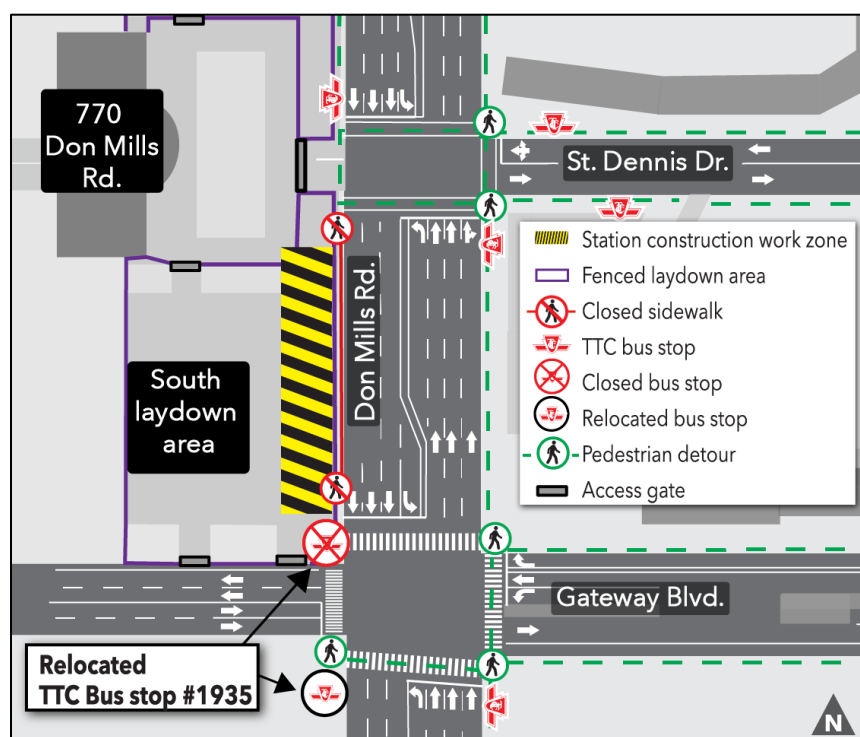 770
Don Mills
Rd.
St. Dennis Dr.
Station construction work zone
Fenced laydown area
Closed sidewalk
TTC bus stop
Closed bus stop
Relocated bus stop
Pedestrian detour
Access gate
Don Mills Rd.
South
laydown
area
Gateway Blvd.
Relocated
TTC Bus stop #1935
N